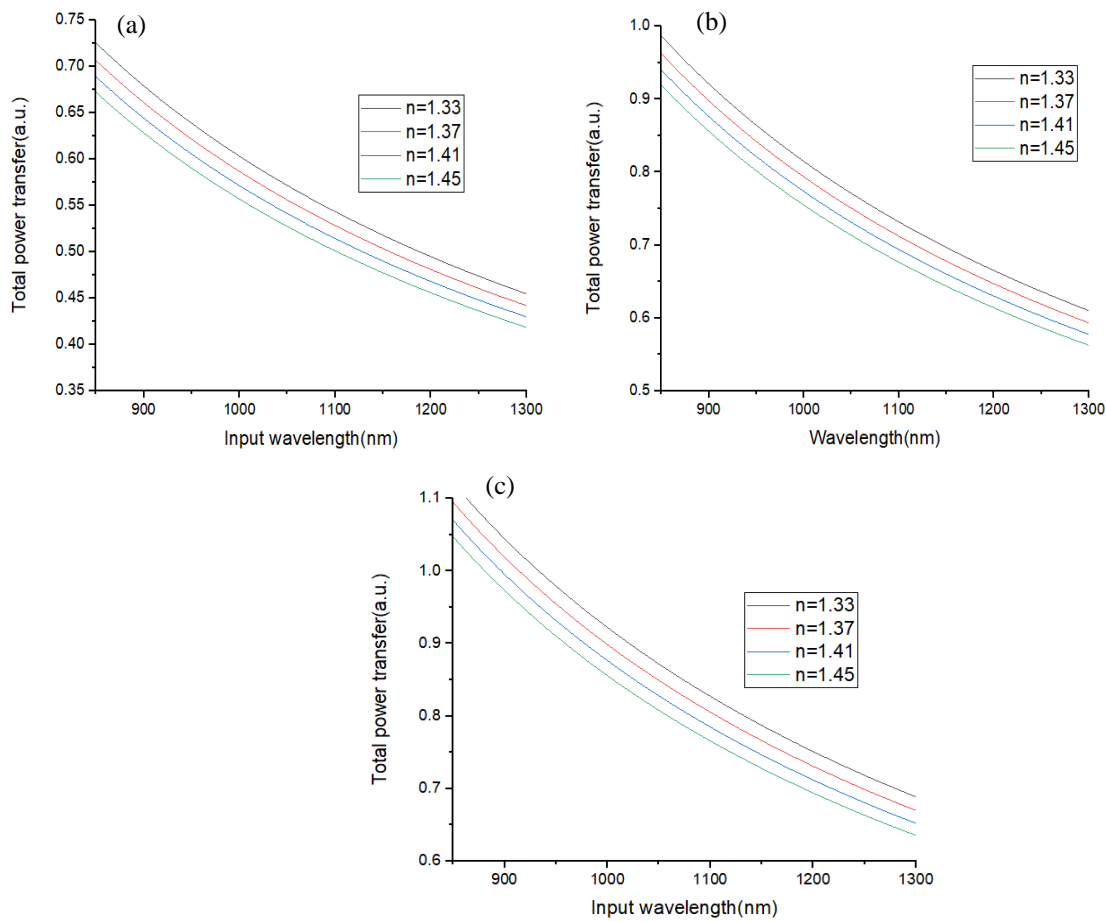 (a)
0.75
0.70
0.65
0.60
0.55
0.50
0.45
0.40
0.35
Total power transfer(a.u.)
n=1.33
n=1.37
n=1.41
n=1.45
900 1000 1100 1200 1300
Input wavelength(nm)
(b)
1.0
0.9
0.8
0.7
0.6
0.5
Total power transfer(a.u.)
n=1.33
n=1.37
n=1.41
n=1.45
900 1000 1100 1200 1300
Wavelength(nm)
(c)
1.1
1.0
0.9
0.8
0.7
0.6
Total power transfer(a.u.)
n=1.33
n=1.37
n=1.41
n=1.45
900 1000 1100 1200 1300
Input wavelength(nm)